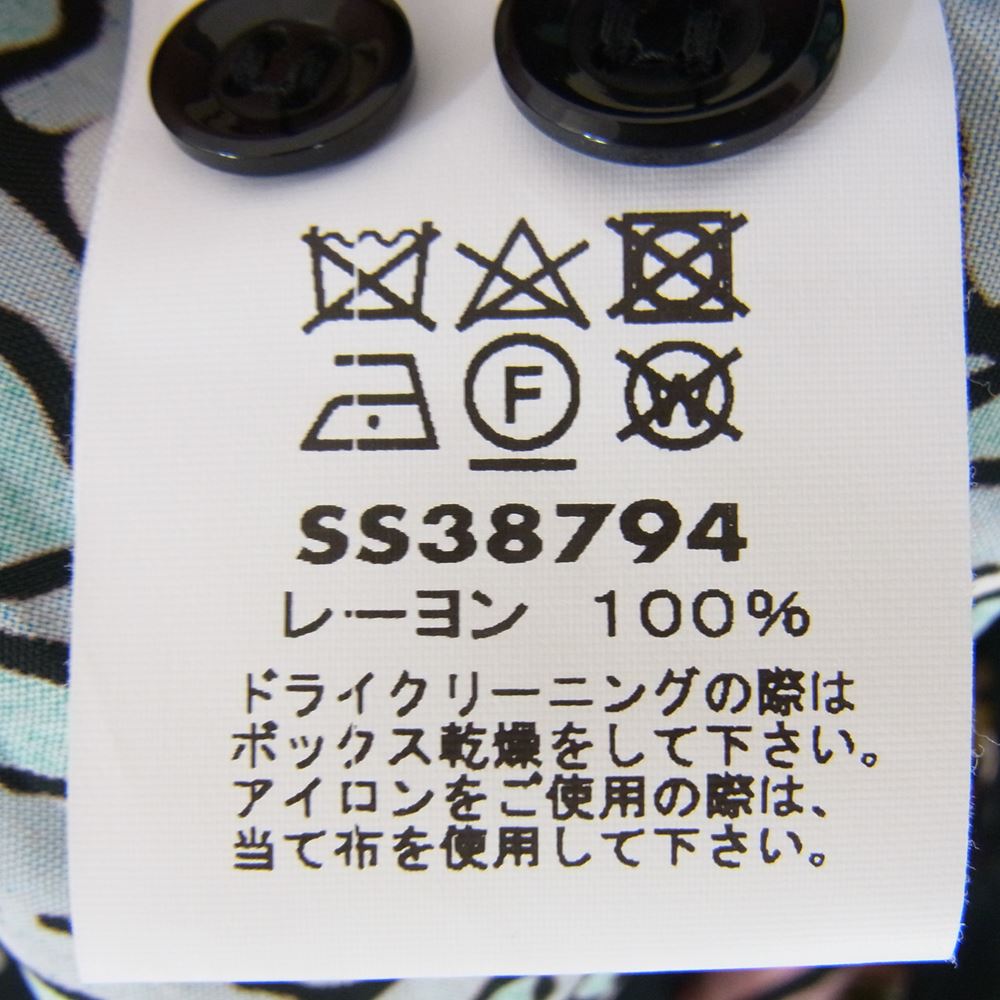 F W
SS38794
レーヨン 100%
ドライクリーニングの際は
ボックス乾燥をして下さい。
アイロンをご使用の際は、
当て布を使用して下さい。